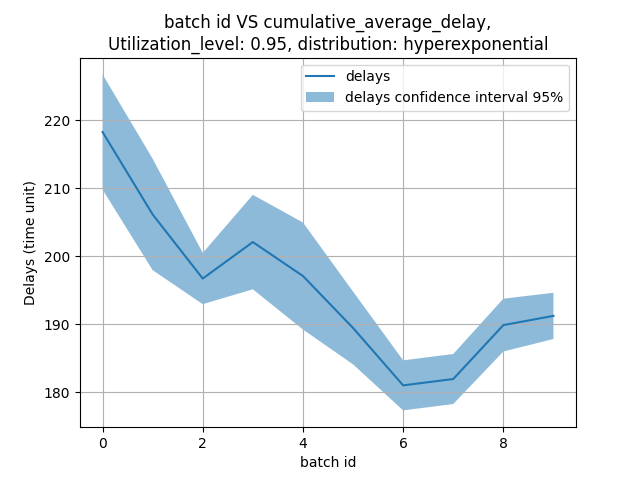 batch id VS cumulative_average_delay,
Utilization_level: 0.95, distribution: hyperexponential
delays
delays confidence interval 95%
Delays (time unit)
220
210
200
190
180
0 2 4 6 8
batch id